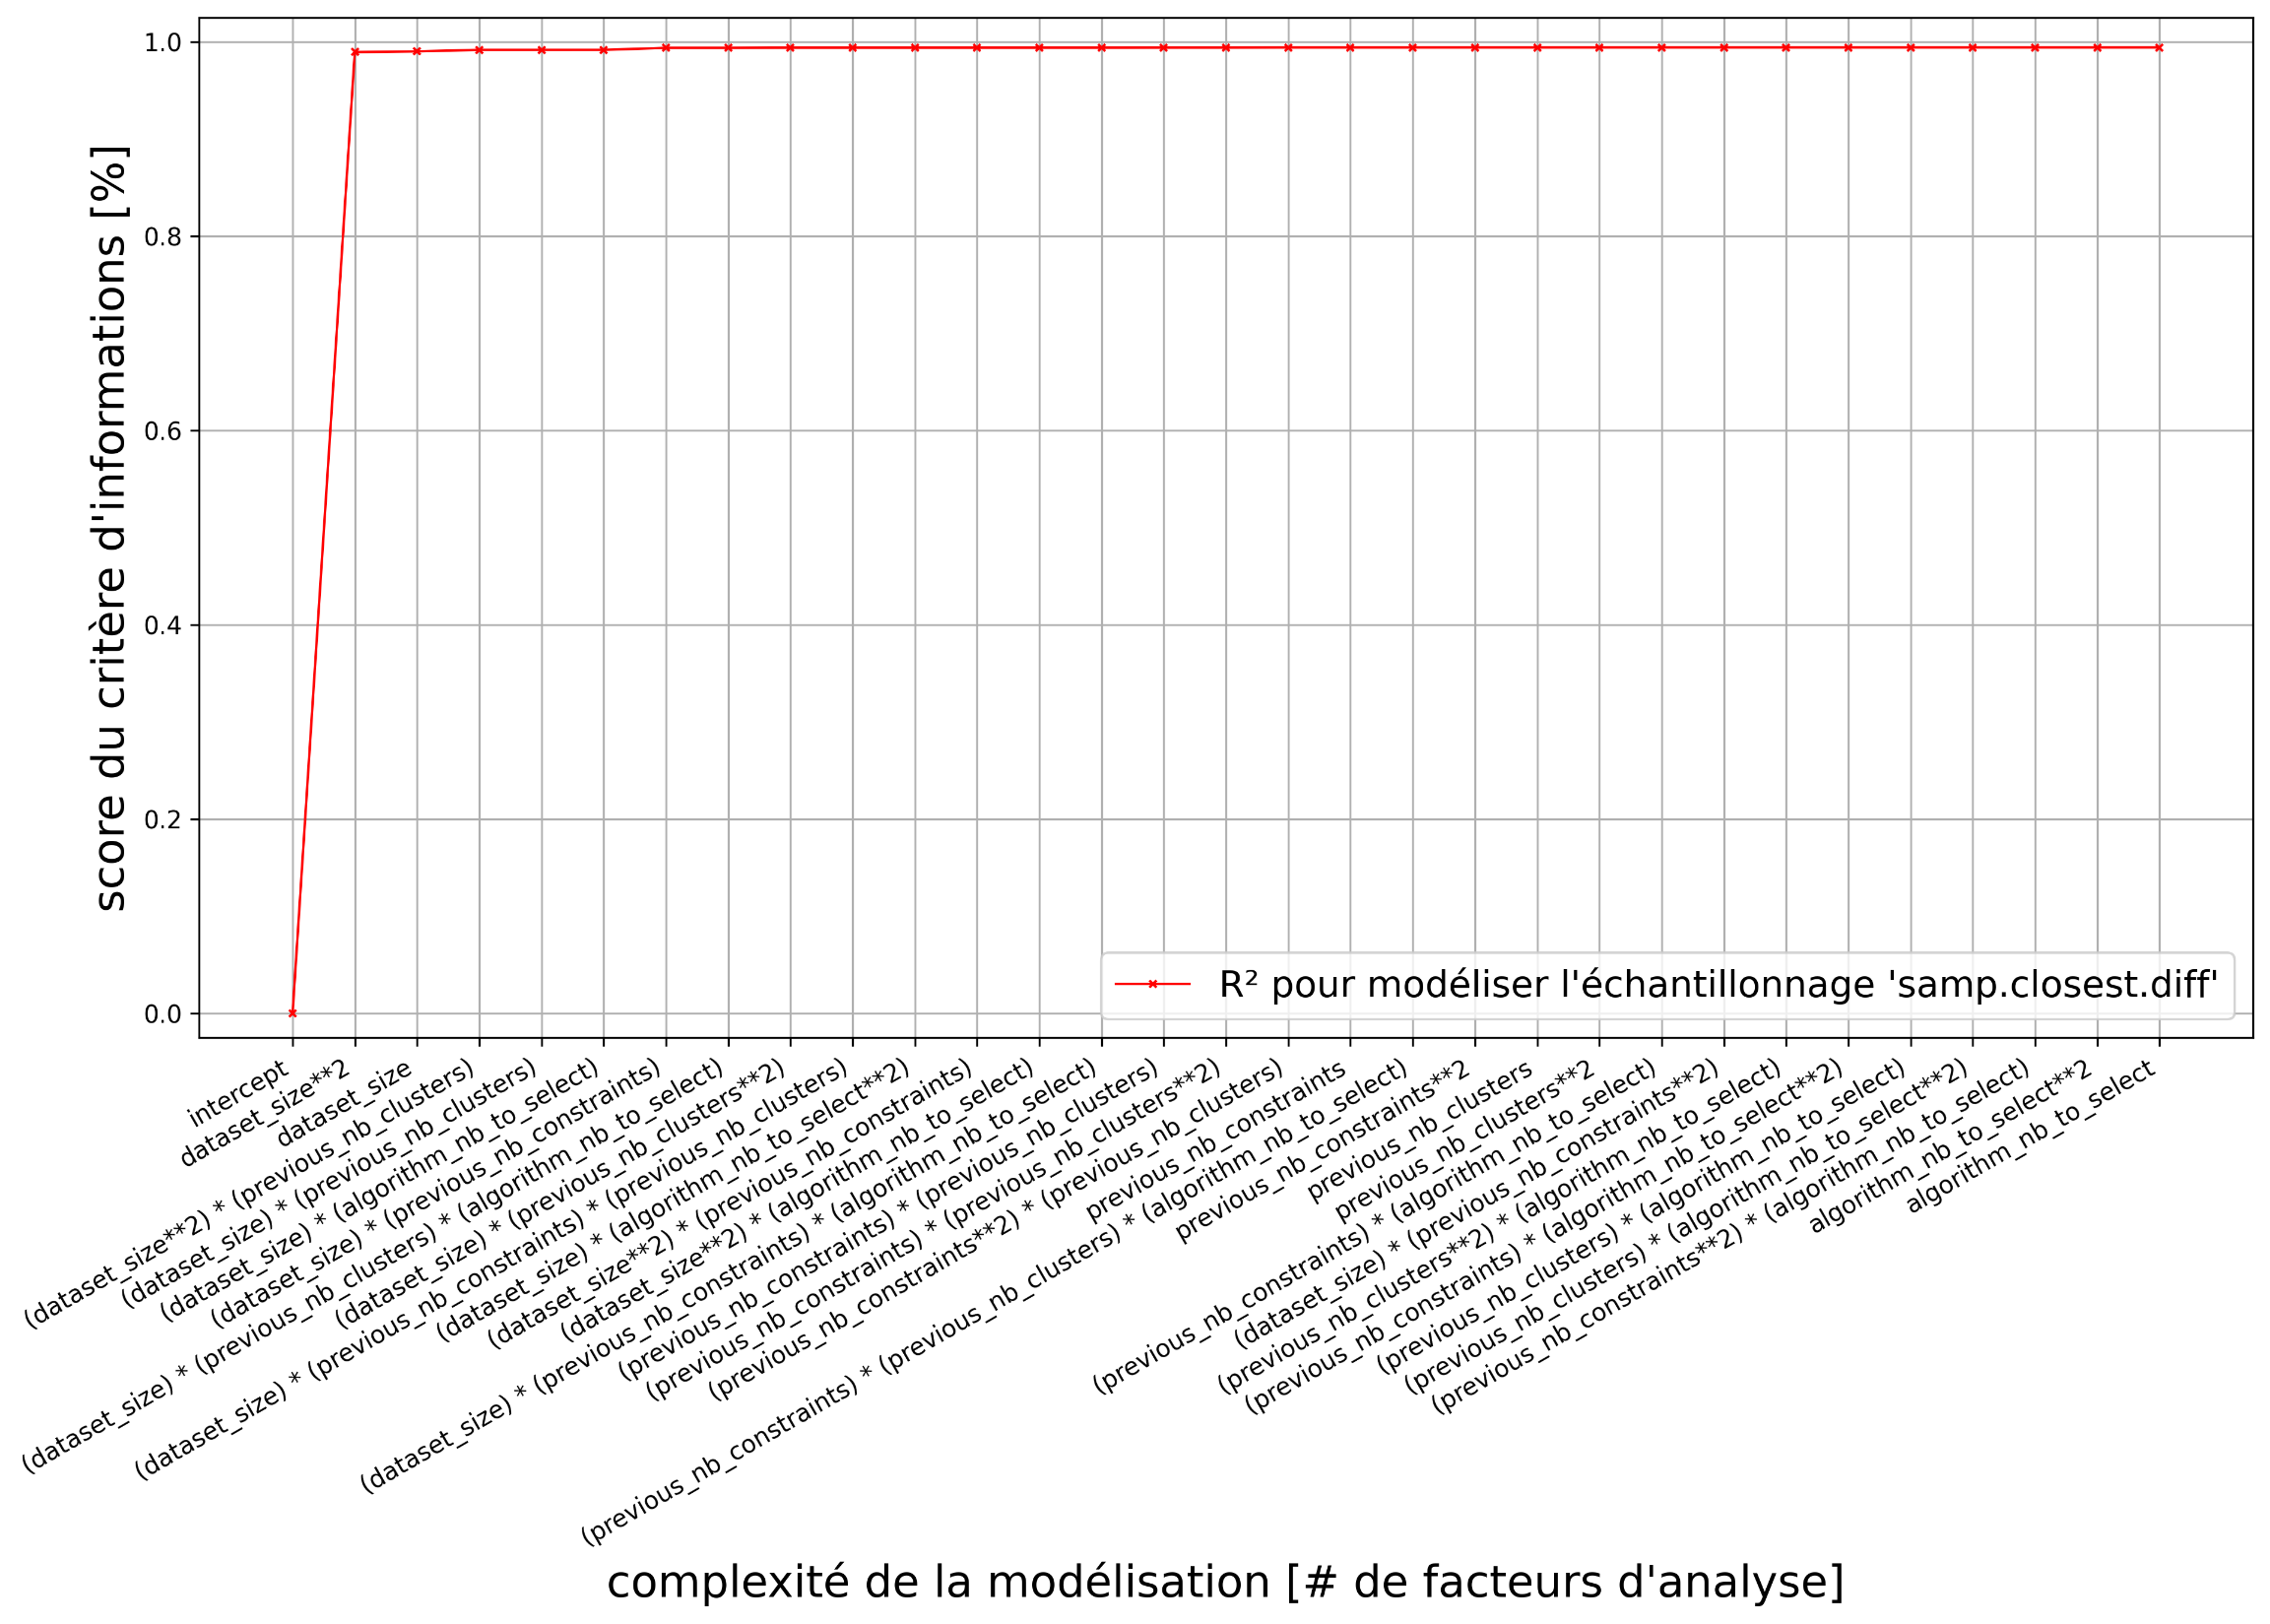 score du critère d'informations [%]
1.0
0.8
0.6
0.4
0.2
0.0
R² pour modéliser l'échantillonnage 'samp.closest.diff'
intercept
dataset_size**2
dataset_size
(dataset_size**2) * (previous_nb_clusters)
(dataset_size) * (previous_nb_clusters)
(dataset_size) * (algorithm_nb_to_select)
(dataset_size) * (previous_nb_constraints)
(dataset_size) * (previous_nb_clusters) * (algorithm_nb_to_select)
(dataset_size) * (previous_nb_clusters**2)
(dataset_size) * (previous_nb_constraints) * (previous_nb_clusters)
(dataset_size) * (algorithm_nb_to_select**2)
(dataset_size**2) * (previous_nb_constraints)
(dataset_size**2) * (algorithm_nb_to_select)
(dataset_size) * (previous_nb_constraints) * (algorithm_nb_to_select)
(previous_nb_constraints) * (previous_nb_clusters)
(previous_nb_constraints) * (previous_nb_clusters**2)
(previous_nb_constraints**2) * (previous_nb_clusters)
previous_nb_constraints
(previous_nb_constraints) * (previous_nb_clusters) * (algorithm_nb_to_select)
previous_nb_constraints**2
previous_nb_clusters
previous_nb_clusters**2
(previous_nb_constraints) * (algorithm_nb_to_select)
(dataset_size) * (previous_nb_constraints**2)
(previous_nb_clusters**2) * (algorithm_nb_to_select)
(previous_nb_constraints) * (algorithm_nb_to_select**2)
(previous_nb_clusters) * (algorithm_nb_to_select)
(previous_nb_clusters) * (algorithm_nb_to_select**2)
(previous_nb_constraints**2) * (algorithm_nb_to_select)
algorithm_nb_to_select**2
algorithm_nb_to_select
complexité de la modélisation [# de facteurs d'analyse]